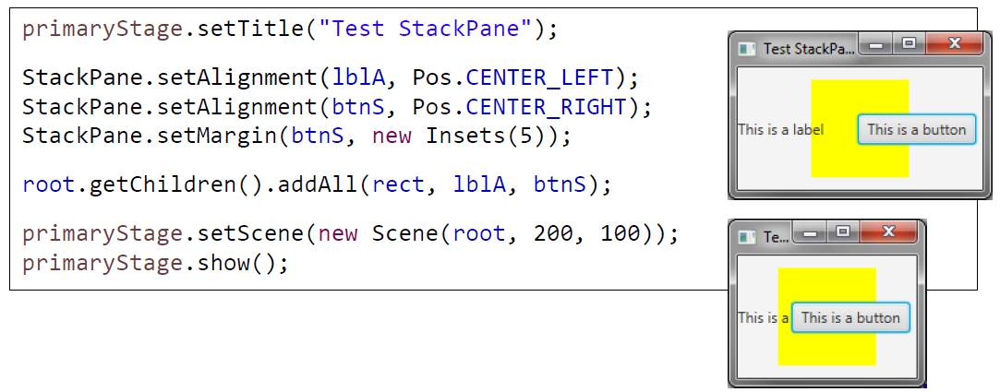 primaryStage.setTitle("Test StackPane");
StackPane.setAlignment(lblA, Pos.CENTER_LEFT);
StackPane.setAlignment(btnS, Pos.CENTER_RIGHT);
StackPane.setMargin(btnS, new Insets(5));
root.getChildren().addAll(rect, lblA, btnS);
primaryStage.setScene(new Scene(root, 200, 100));
primaryStage.show();
Test StackPa...
This is a label
This is a button
Te...
This is a
This is a button